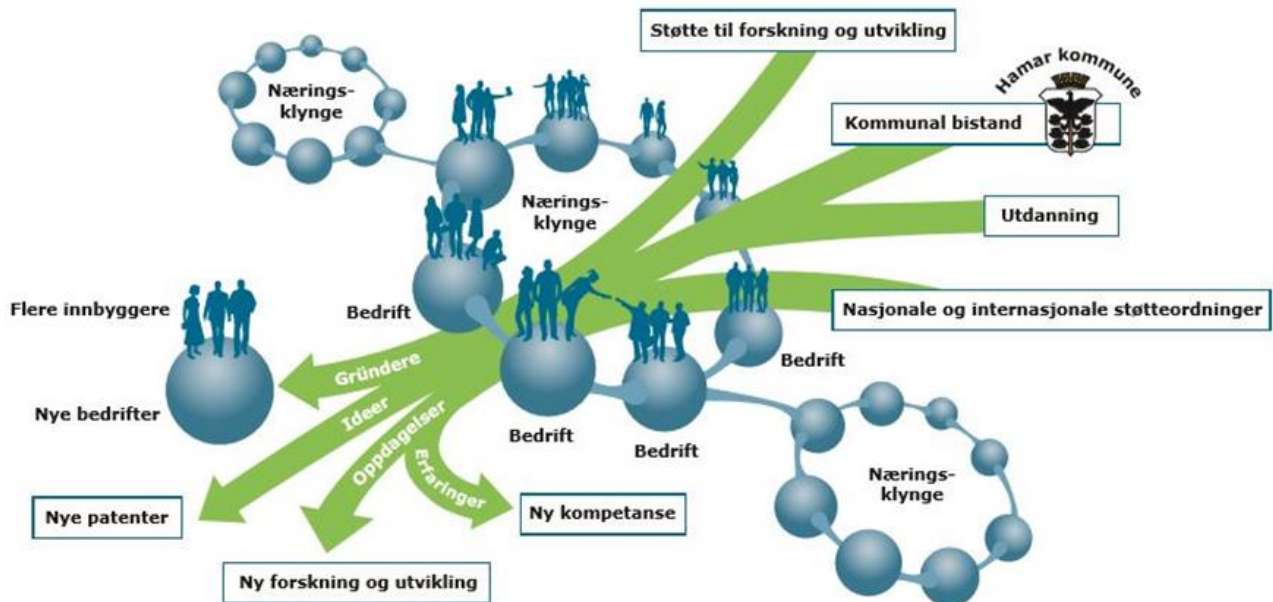 Støtte til forskning og utvikling
Hamar kommune
Nærings-
klynge
Kommunal bistand
Nærings-
klynge
Utdanning
Flere innbyggere
Bedrift
Nasjonale og internasjonale støtteordninger
Gründere
Bedrift
Nye bedrifter
Ideer
Bedrift
Bedrift
Oppdagelser
Erfaringer
Nærings-
klynge
Nye patenter
Ny kompetanse
Ny forskning og utvikling